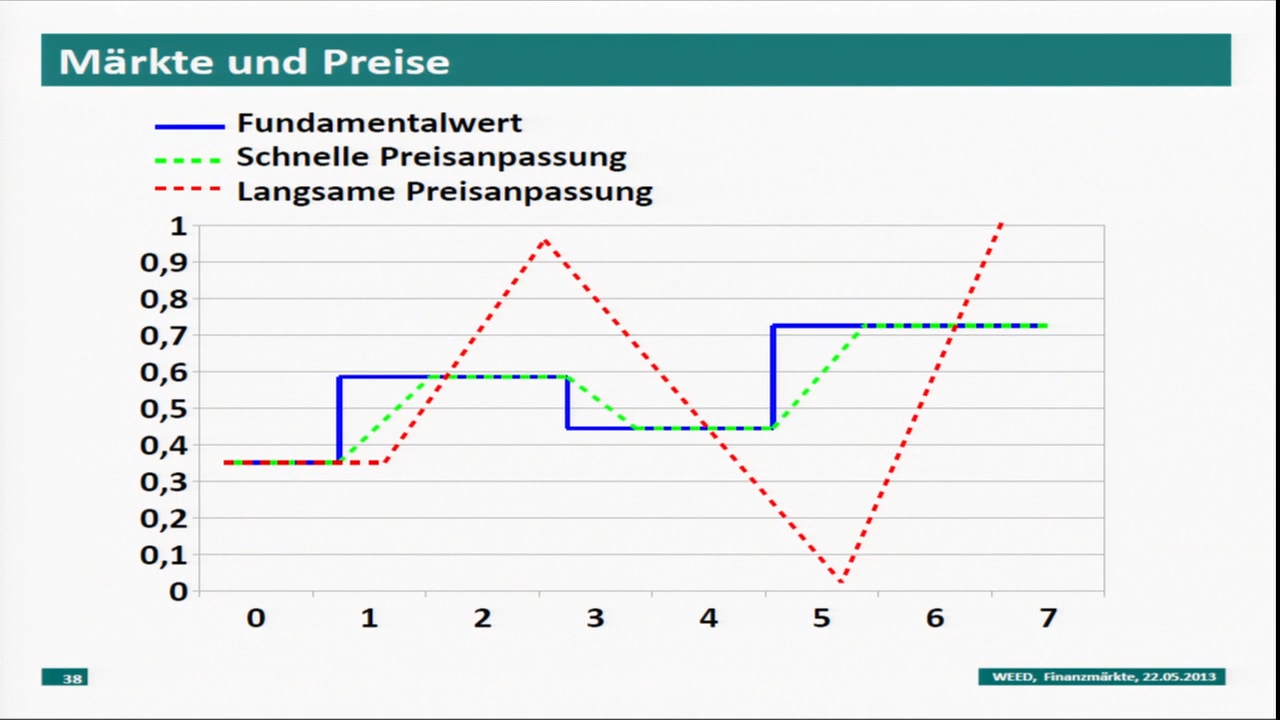 Märkte und Preise
Fundamentalwert
Schnelle Preisanpassung
Langsame Preisanpassung
1
0,9
0,8
0,7
0,6
0,5
0,4
0,3
0,2
0,1
0
0 1 2 3 4 5 6 7
38
WEED, Finanzmärkte, 22.05.2013